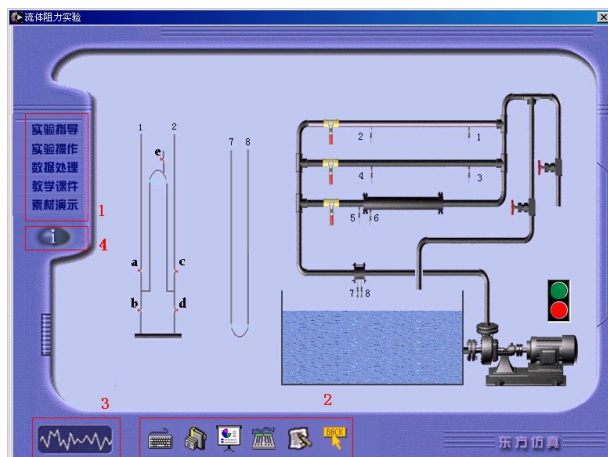 流体阻力实验
实验指导
实验操作
数据处理
教学课件
素材演示
1
i
4
1 2
e
a c
b d
7 8
2 1
4 3
5 6
7 8
3
2
BACK
东方仿真